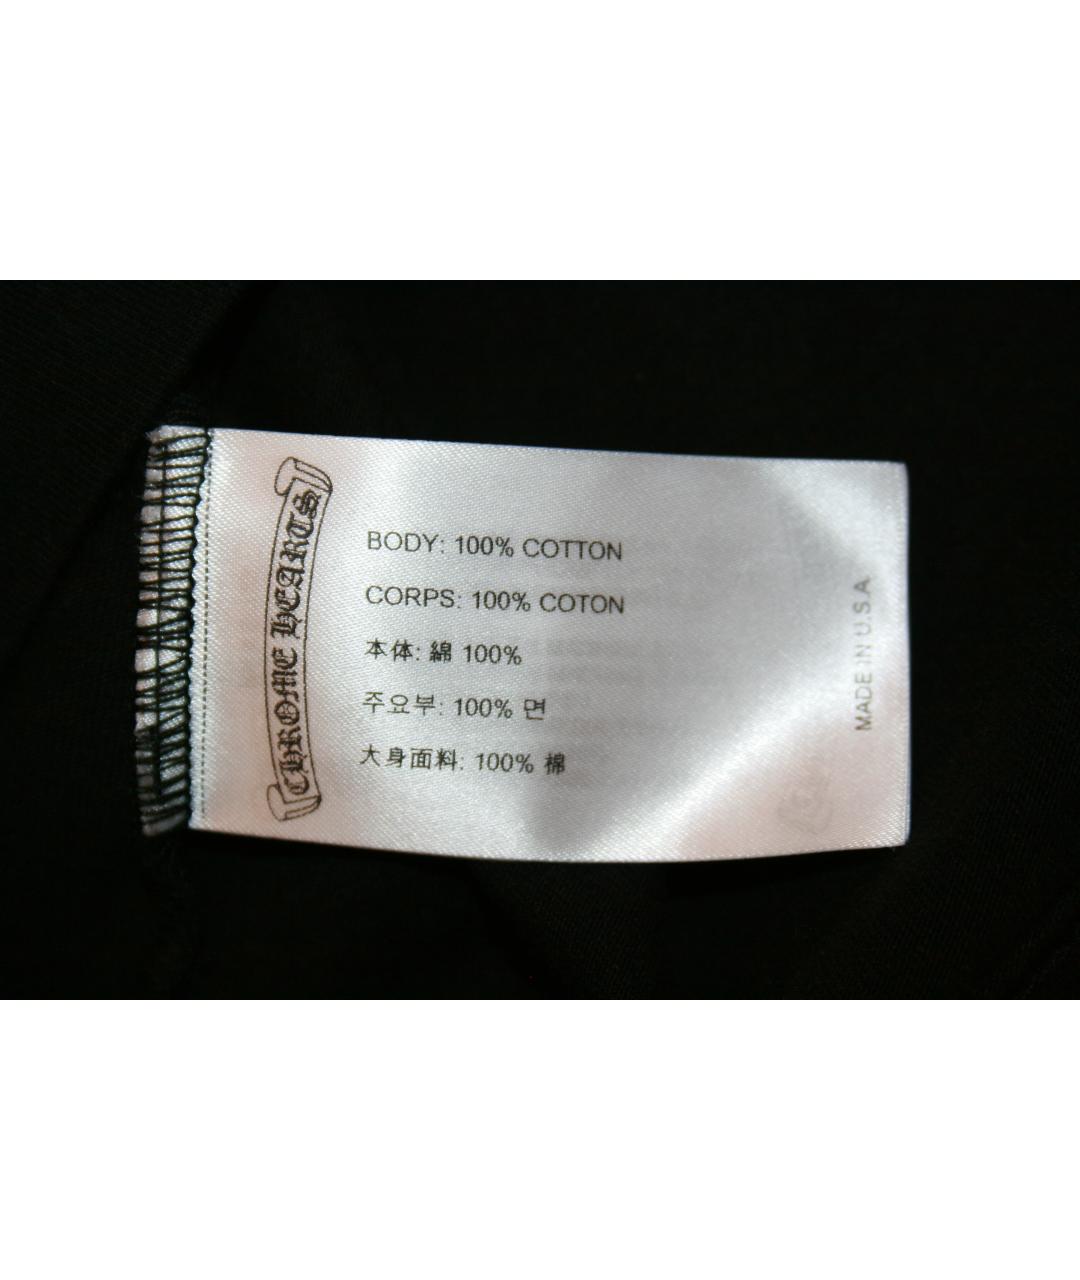 CHROME HEARTS
BODY: 100% COTTON
CORPS: 100% COTON
本体: 綿 100%
주요부: 100% 면
大身面料: 100% 棉
MADE IN U.S.A